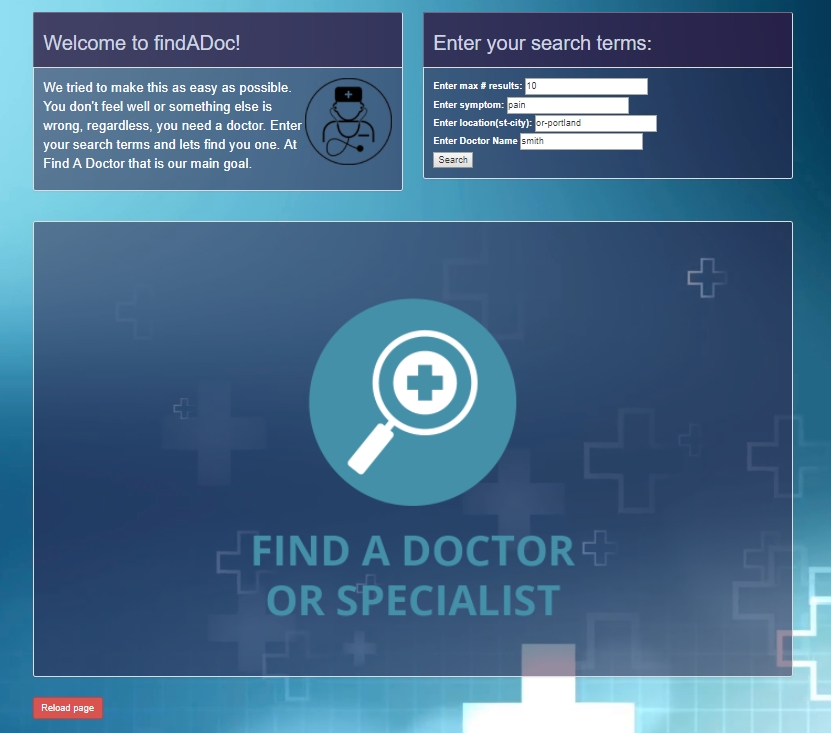 Welcome to findADoc!
We tried to make this as easy as possible.
You don't feel well or something else is
wrong, regardless, you need a doctor. Enter
your search terms and lets find you one. At
Find A Doctor that is our main goal.
Enter your search terms:
Enter max # results: 10
Enter symptom: pain
Enter location(st-city): or-portland
Enter Doctor Name smith
Search
FIND A DOCTOR
OR SPECIALIST
Reload page